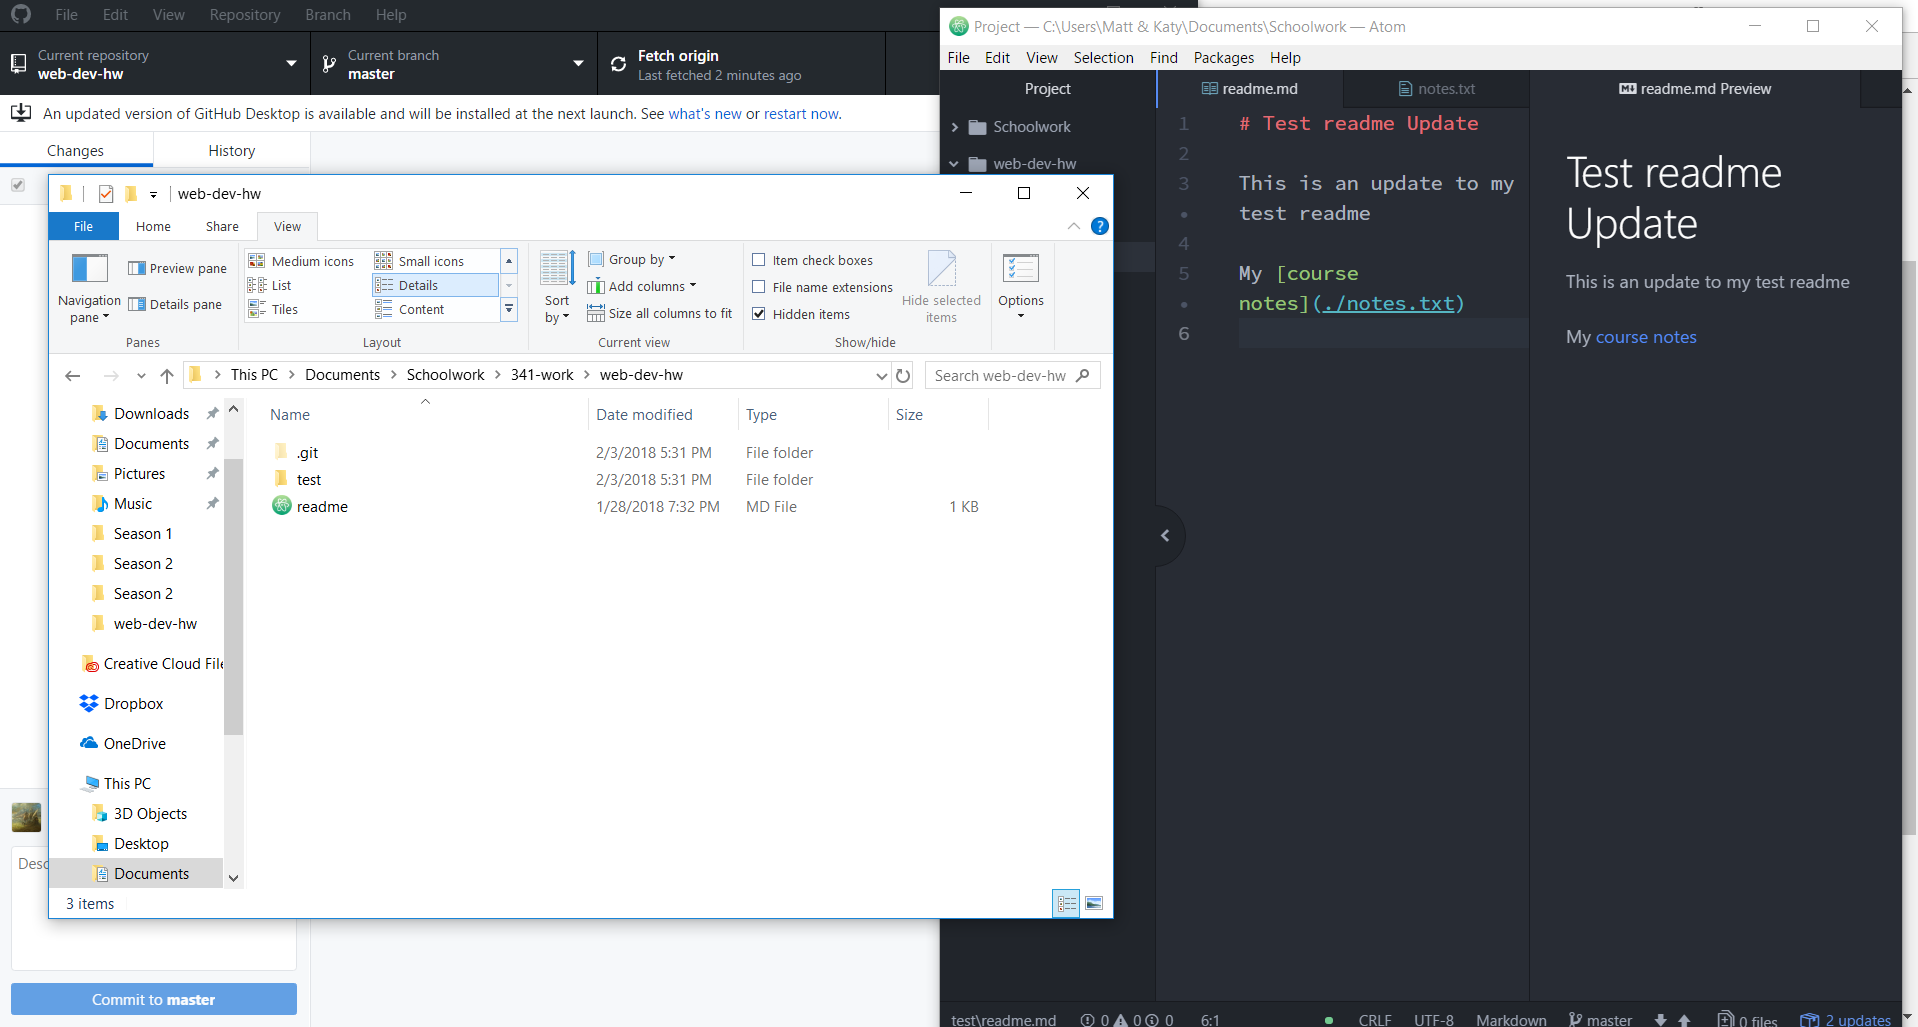 File Edit View Repository Branch Help
Current repository
web-dev-hw
Current branch
master
Fetch origin
Last fetched 2 minutes ago
An updated version of GitHub Desktop is available and will be installed at the next launch. See what's new or restart now.
Changes History
web-dev-hw
File Home Share View
Navigation pane
Preview pane
Details pane
Panes
Medium icons Small icons
List Details
Tiles Content
Layout
Sort by
Group by
Add columns
Size all columns to fit
Current view
Item check boxes
File name extensions
Hidden items
Hide selected items
Show/hide
Options
This PC Documents Schoolwork 341-work web-dev-hw
Search web-dev-hw
Downloads
Documents
Pictures
Music
Season 1
Season 2
Season 2
web-dev-hw
Creative Cloud File
Dropbox
OneDrive
This PC
3D Objects
Desktop
Documents
Name Date modified Type Size
.git 2/3/2018 5:31 PM File folder
test 2/3/2018 5:31 PM File folder
readme 1/28/2018 7:32 PM MD File 1 KB
3 items
Desc
Commit to master
Project — C:\Users\Matt & Katy\Documents\Schoolwork — Atom
File Edit View Selection Find Packages Help
Project
Schoolwork
web-dev-hw
readme.md notes.txt readme.md Preview
1 # Test readme Update
2
3 This is an update to my
• test readme
4
5 My [course
• notes](./notes.txt)
6
Test readme
Update
This is an update to my test readme
My course notes
test\readme.md 0 0 0 6:1 CRLF UTF-8 Markdown master 0 files 2 updates